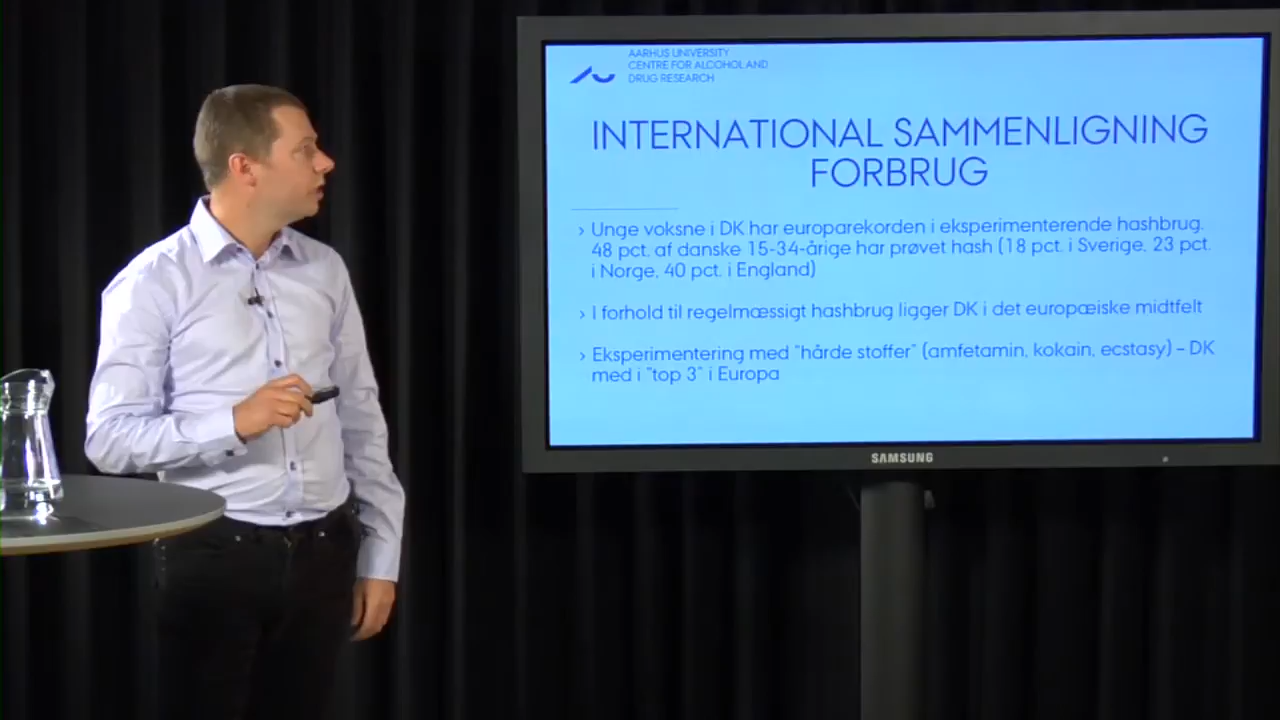 AARHUS UNIVERSITY
CENTRE FOR ALCOHOL AND
DRUG RESEARCH
INTERNATIONAL SAMMENLIGNING
FORBRUG
› Unge voksne i DK har europarekorden i eksperimenterende hashbrug.
48 pct. af danske 15-34-årige har prøvet hash (18 pct. i Sverige, 23 pct.
i Norge, 40 pct. i England)
› I forhold til regelmæssigt hashbrug ligger DK i det europæiske midtfelt
› Eksperimentering med "hårde stoffer" (amfetamin, kokain, ecstasy) – DK
med i "top 3" i Europa
SAMSUNG